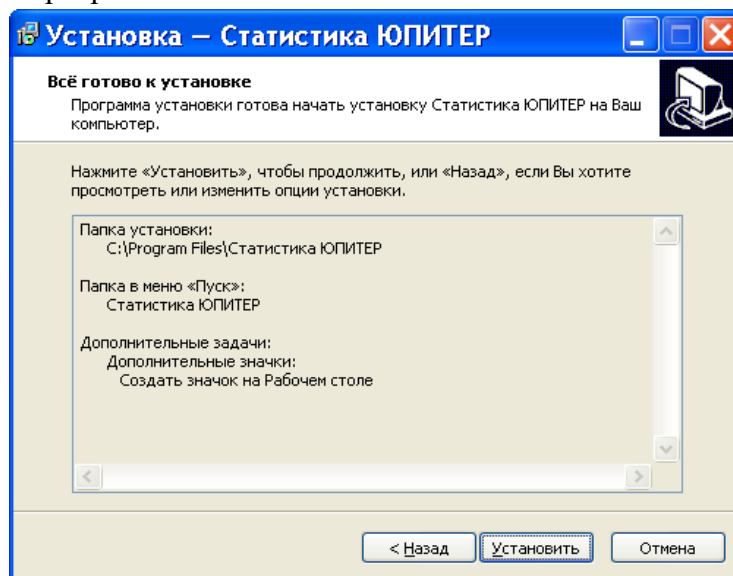 Установка — Статистика ЮПИТЕР
Всё готово к установке
Программа установки готова начать установку Статистика ЮПИТЕР на Ваш
компьютер.
Нажмите «Установить», чтобы продолжить, или «Назад», если Вы хотите
просмотреть или изменить опции установки.
Папка установки:
C:\Program Files\Статистика ЮПИТЕР
Папка в меню «Пуск»:
Статистика ЮПИТЕР
Дополнительные задачи:
Дополнительные значки:
Создать значок на Рабочем столе
< Назад
Установить
Отмена